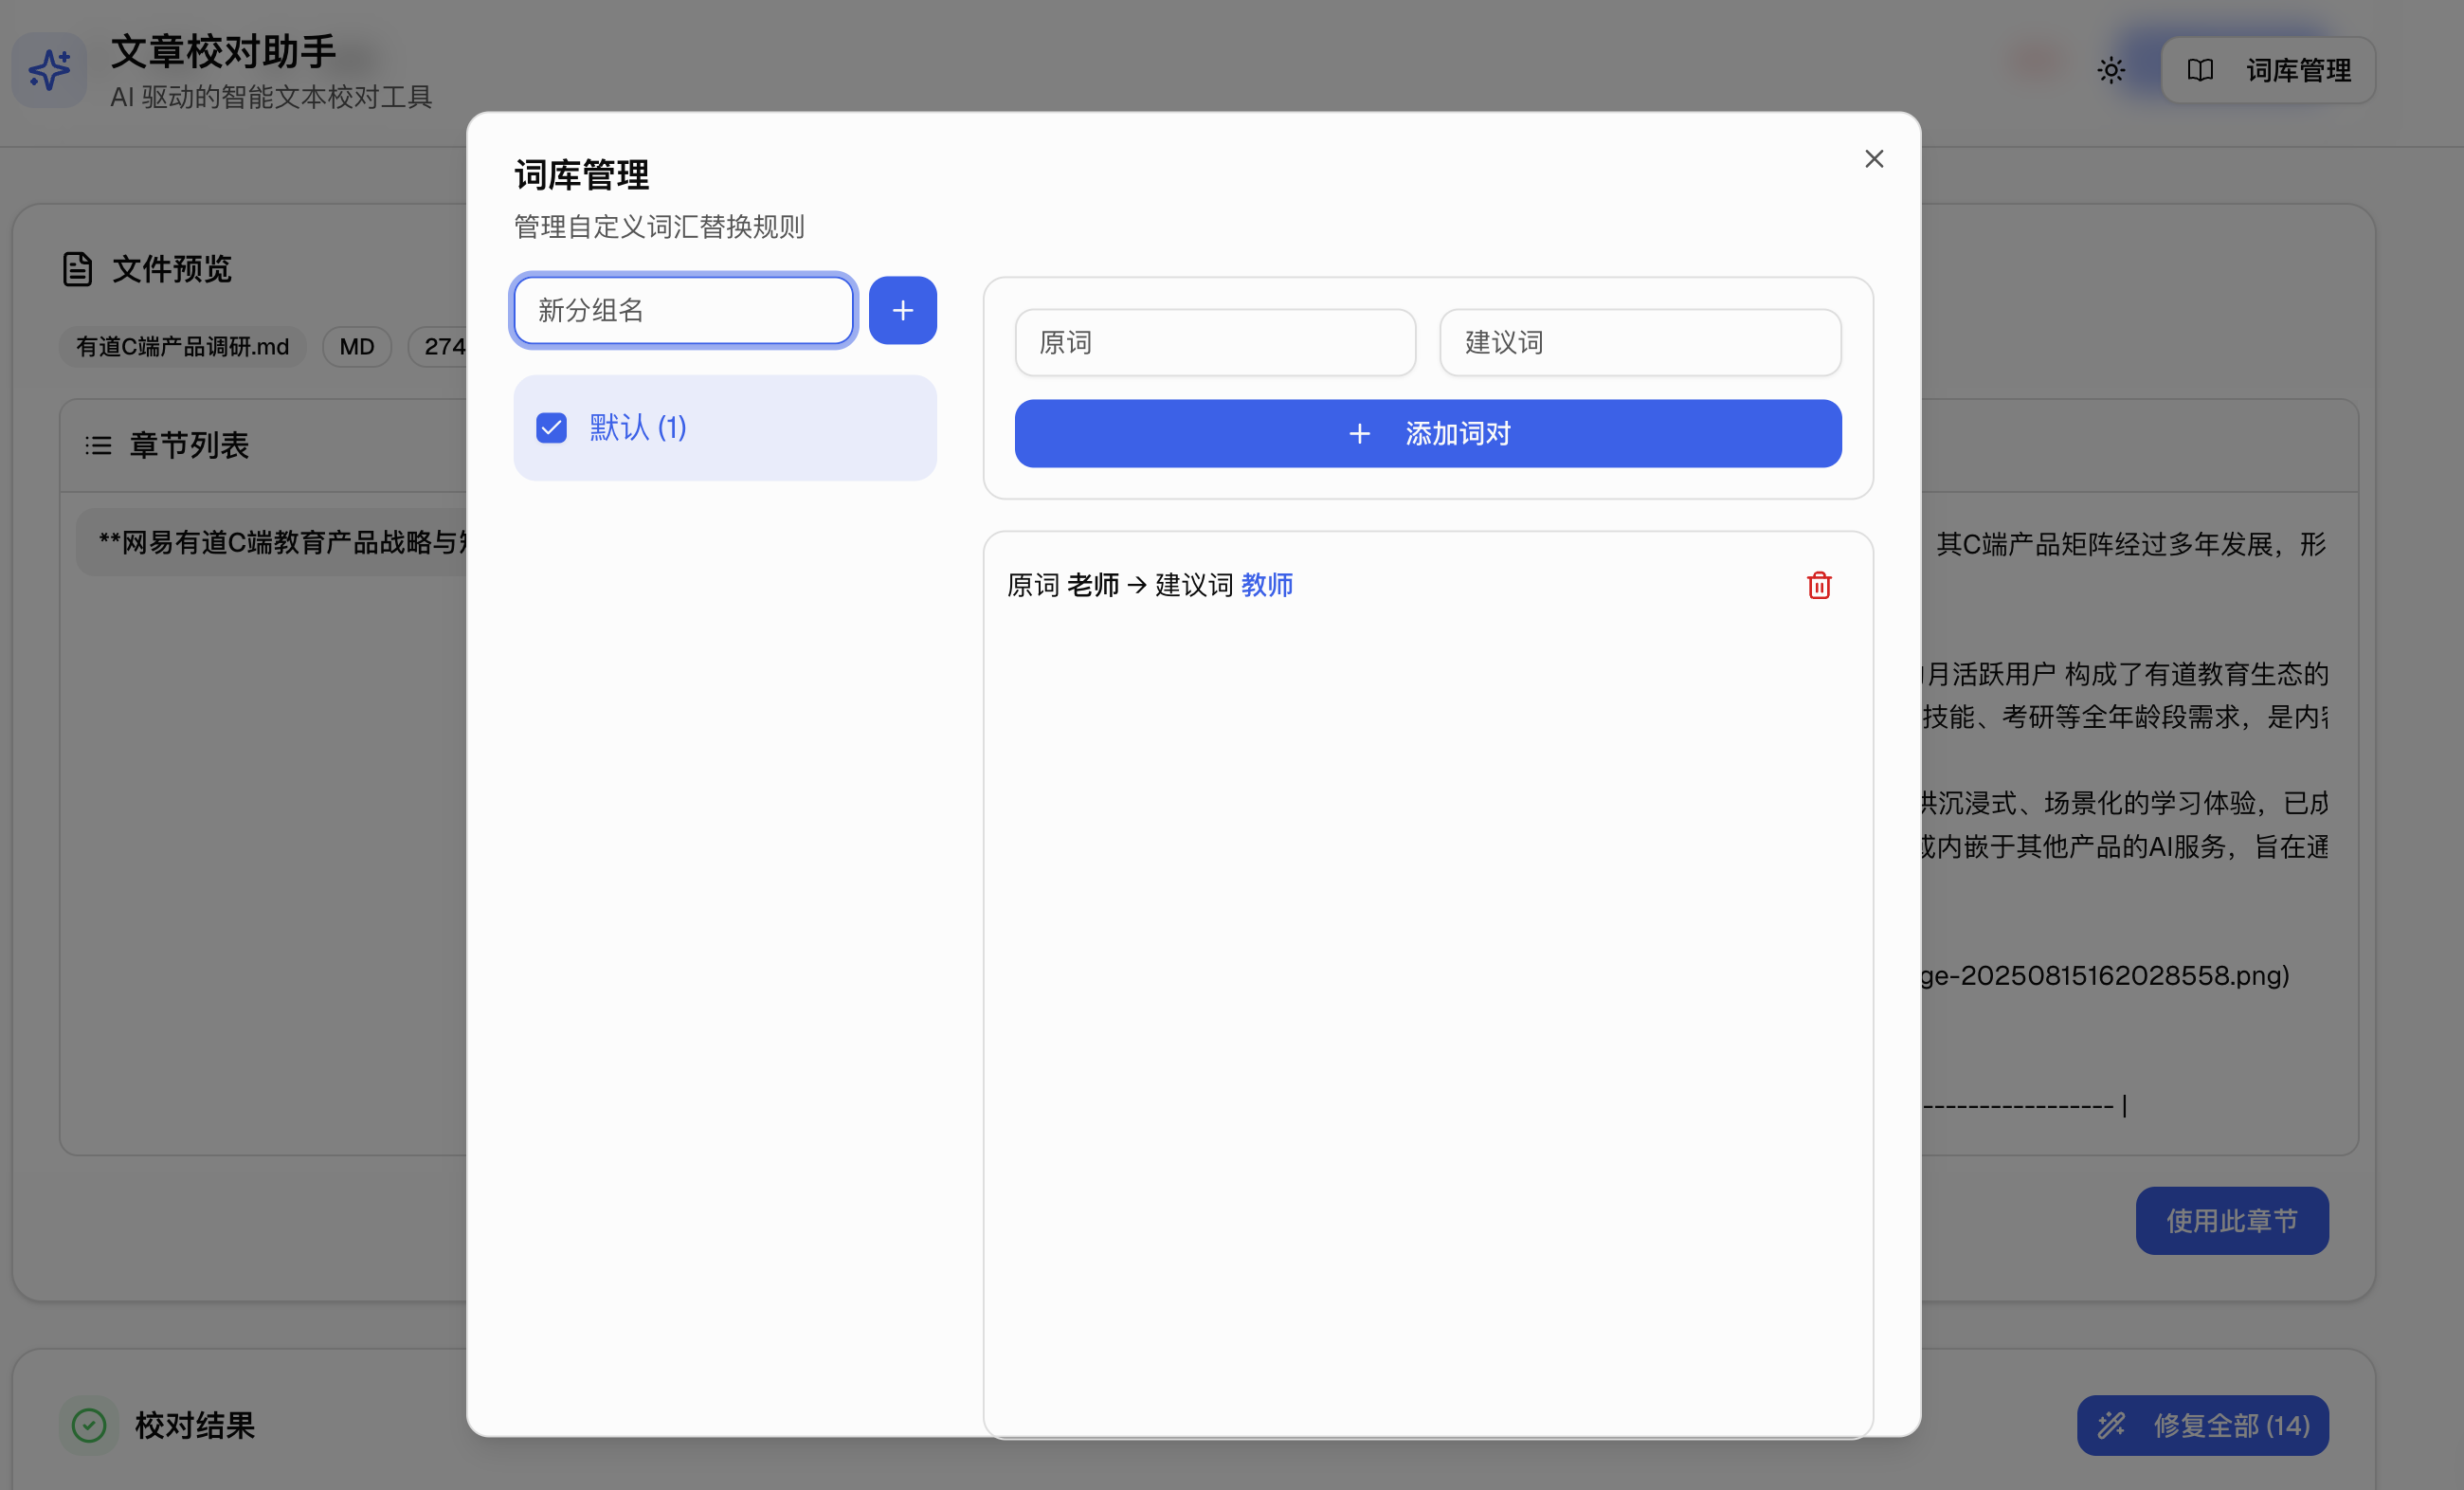 文章校对助手
AI 驱动的智能文本校对工具
词库管理
文件预览
有道C端产品调研.md
MD
274
章节列表
**网易有道C端教育产品战略与
词库管理
管理自定义词汇替换规则
新分组名
默认 (1)
原词
建议词
添加词对
原词 老师 → 建议词 教师
其C端产品矩阵经过多年发展，形
月活跃用户 构成了有道教育生态的
技能、考研等全年龄段需求，是内
沉浸式、场景化的学习体验，已成
内嵌于其他产品的AI服务，旨在通
ge-20250815162028558.png)
----------------- |
使用此章节
校对结果
修复全部 (14)